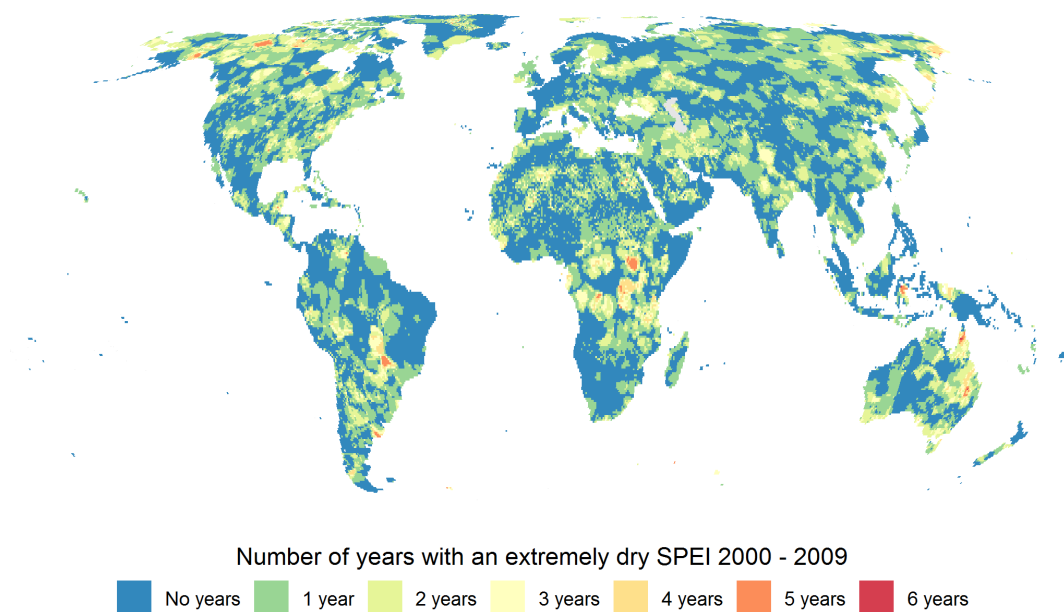 Number of years with an extremely dry SPEI 2000 - 2009
No years 1 year 2 years 3 years 4 years 5 years 6 years